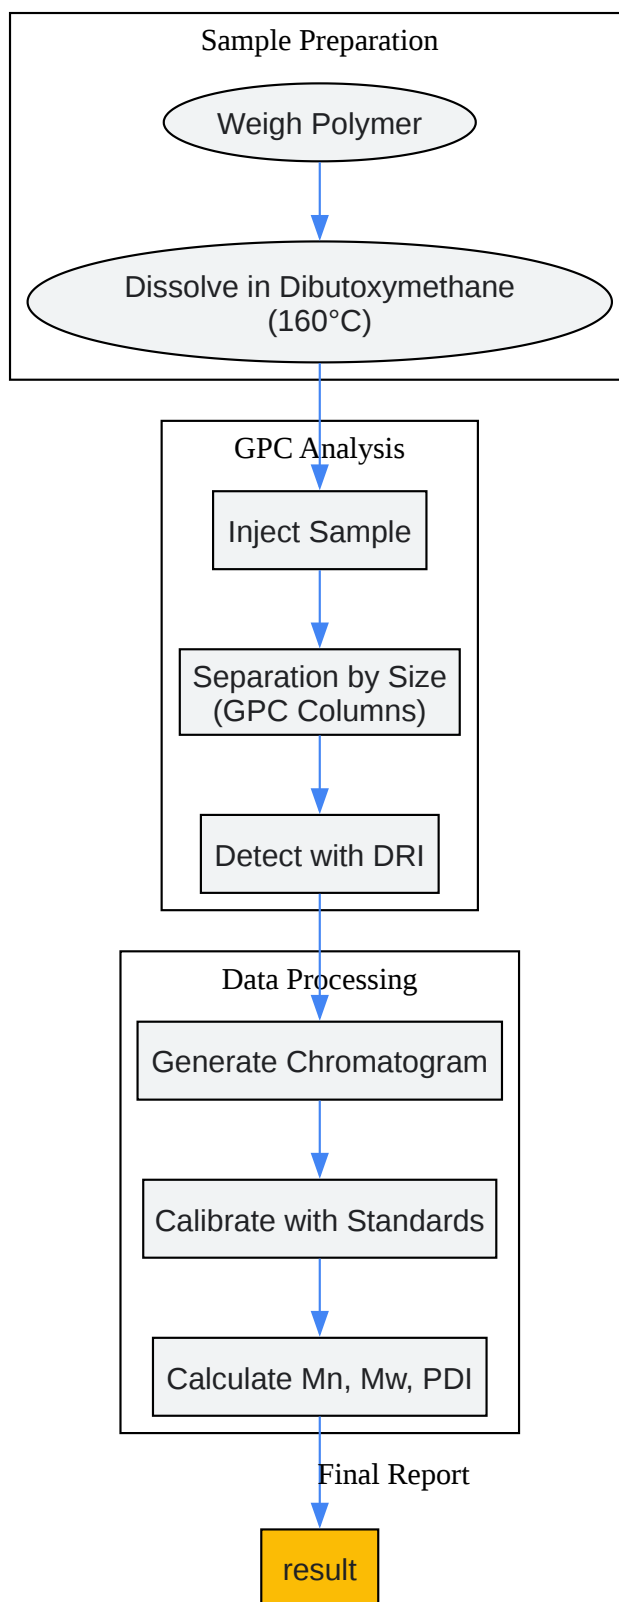 Sample Preparation
Weigh Polymer
Dissolve in Dibutoxymethane
(160°C)
GPC Analysis
Inject Sample
Separation by Size
(GPC Columns)
Detect with DRI
Data Processing
Generate Chromatogram
Calibrate with Standards
Calculate Mn, Mw, PDI
Final Report
result